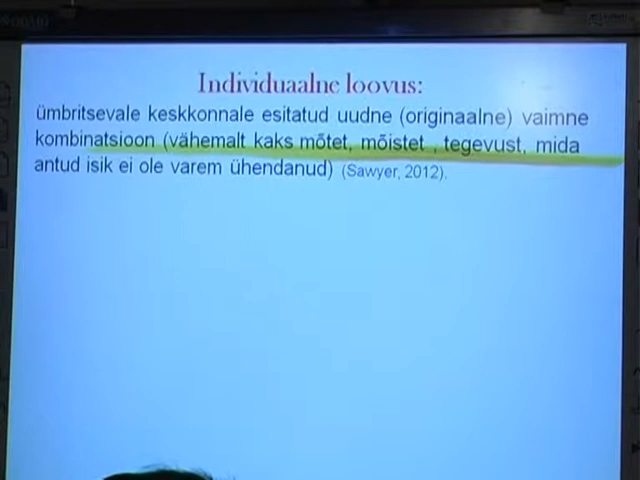 Individuaalne loovus:
ümbritsevale keskkonnale esitatud uudne (originaalne) vaimne
kombinatsioon (vähemalt kaks mõtet, mõistet , tegevust, mida
antud isik ei ole varem ühendanud) (Sawyer, 2012).